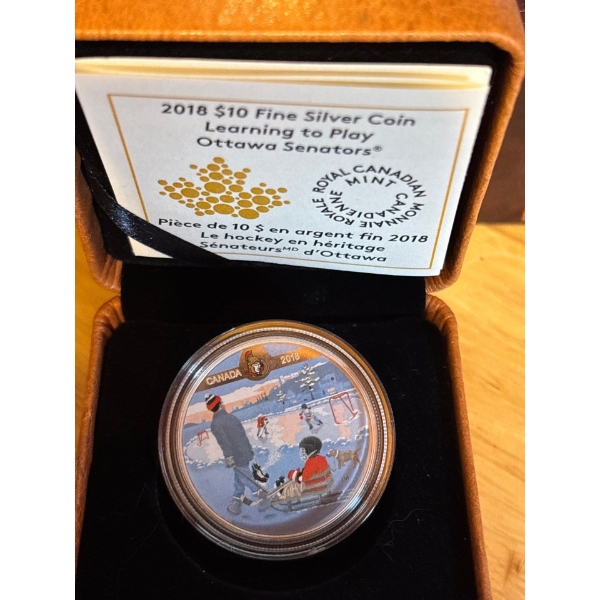 2018 $10 Fine Silver Coin
Learning to Play
Ottawa Senators®
ROYAL CANADIAN MINT
MONNAIE ROYALE CANADIENNE
Pièce de 10 $ en argent fin 2018
Le hockey en héritage
Sénateurs^MD d'Ottawa
CANADA 2018